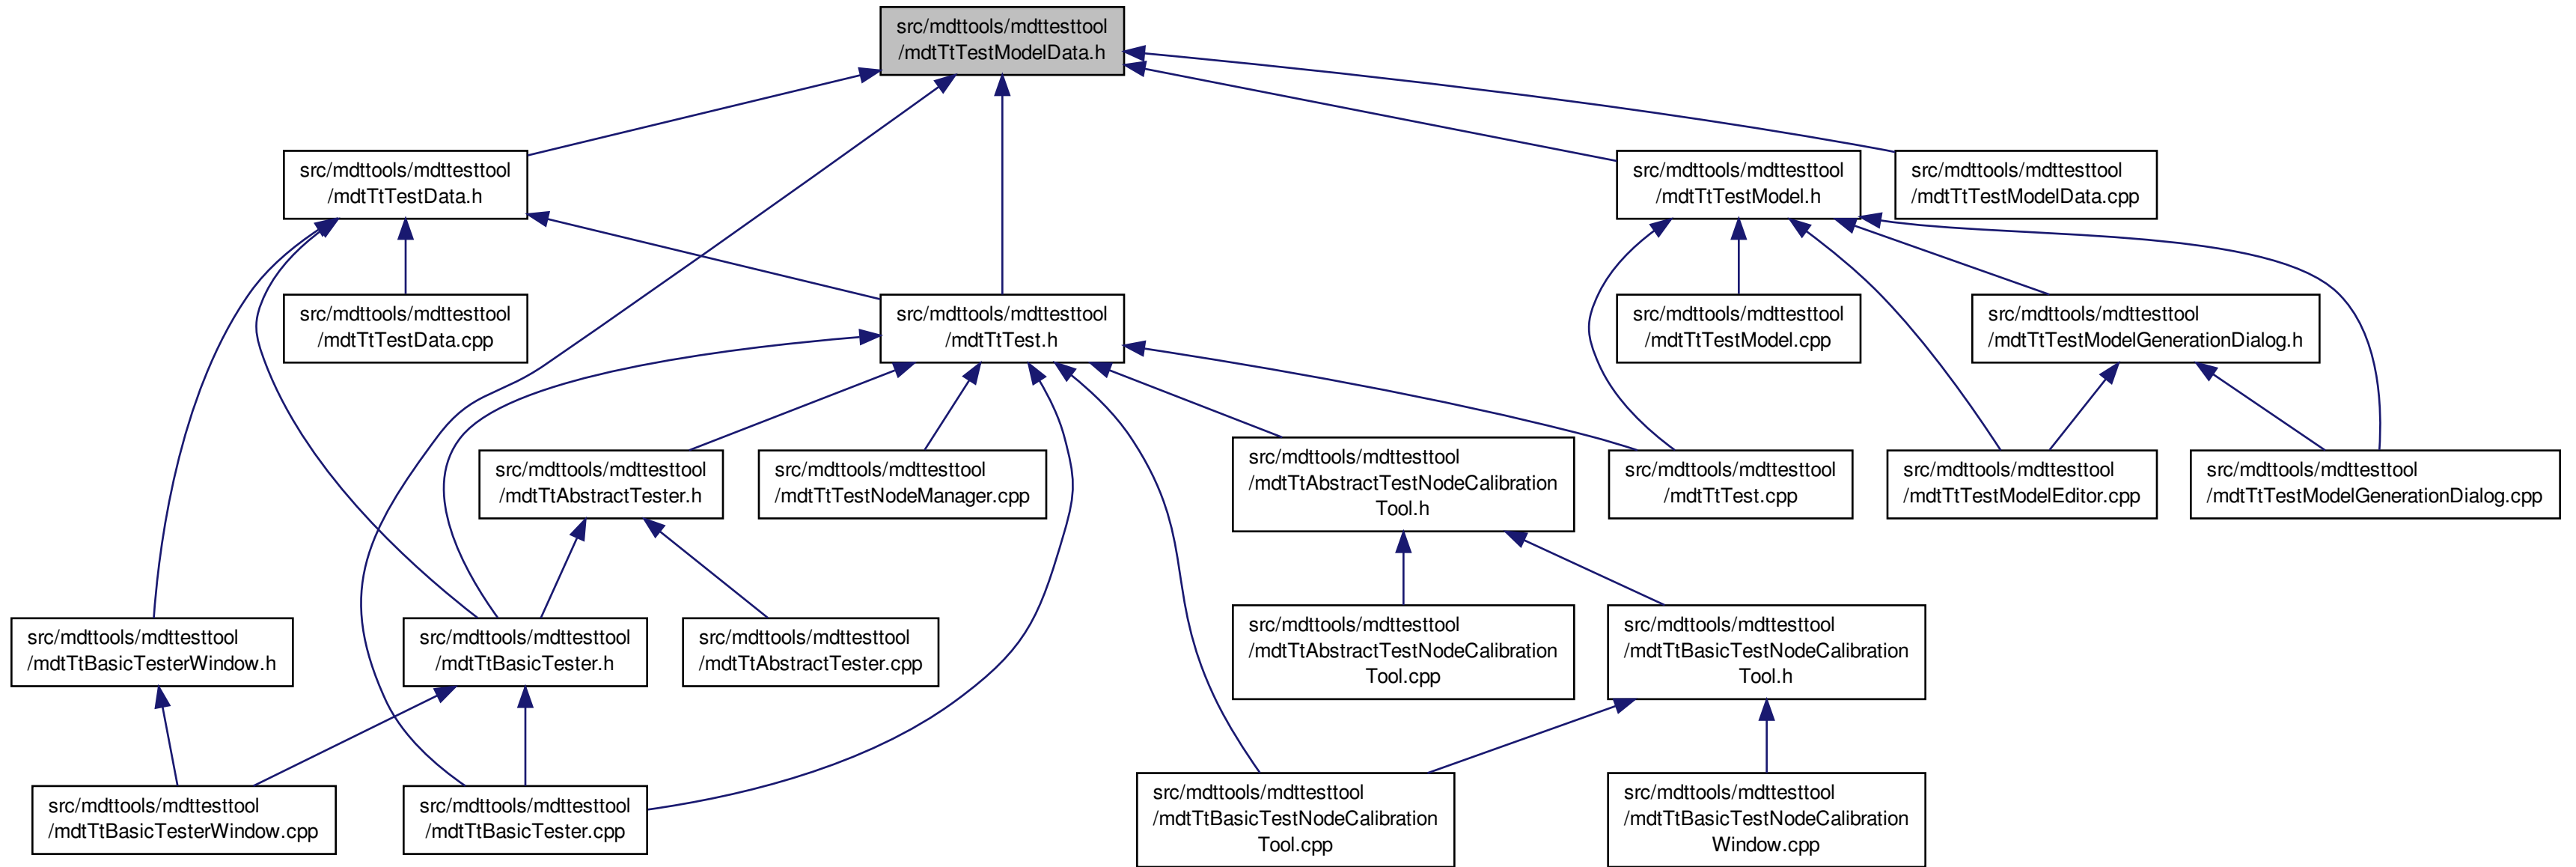 src/mdttools/mdttesttool
/mdtTtTestModelData.h
src/mdttools/mdttesttool
/mdtTtTestData.h
src/mdttools/mdttesttool
/mdtTtTestModel.h
src/mdttools/mdttesttool
/mdtTtTestModelData.cpp
src/mdttools/mdttesttool
/mdtTtTestData.cpp
src/mdttools/mdttesttool
/mdtTtTest.h
src/mdttools/mdttesttool
/mdtTtTestModel.cpp
src/mdttools/mdttesttool
/mdtTtTestModelGenerationDialog.h
src/mdttools/mdttesttool
/mdtTtAbstractTester.h
src/mdttools/mdttesttool
/mdtTtTestNodeManager.cpp
src/mdttools/mdttesttool
/mdtTtAbstractTestNodeCalibration
Tool.h
src/mdttools/mdttesttool
/mdtTtTest.cpp
src/mdttools/mdttesttool
/mdtTtTestModelEditor.cpp
src/mdttools/mdttesttool
/mdtTtTestModelGenerationDialog.cpp
src/mdttools/mdttesttool
/mdtTtBasicTesterWindow.h
src/mdttools/mdttesttool
/mdtTtBasicTester.h
src/mdttools/mdttesttool
/mdtTtAbstractTester.cpp
src/mdttools/mdttesttool
/mdtTtAbstractTestNodeCalibration
Tool.cpp
src/mdttools/mdttesttool
/mdtTtBasicTestNodeCalibration
Tool.h
src/mdttools/mdttesttool
/mdtTtBasicTesterWindow.cpp
src/mdttools/mdttesttool
/mdtTtBasicTester.cpp
src/mdttools/mdttesttool
/mdtTtBasicTestNodeCalibration
Tool.cpp
src/mdttools/mdttesttool
/mdtTtBasicTestNodeCalibration
Window.cpp